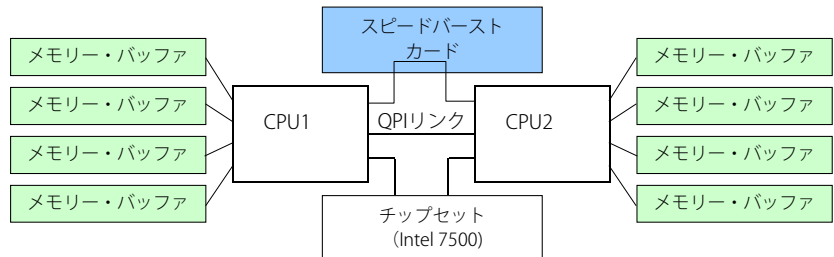 スピードバースト
カード
メモリー・バッファ
メモリー・バッファ
メモリー・バッファ
メモリー・バッファ
CPU1
QPIリンク
CPU2
メモリー・バッファ
メモリー・バッファ
メモリー・バッファ
メモリー・バッファ
チップセット
（Intel 7500)